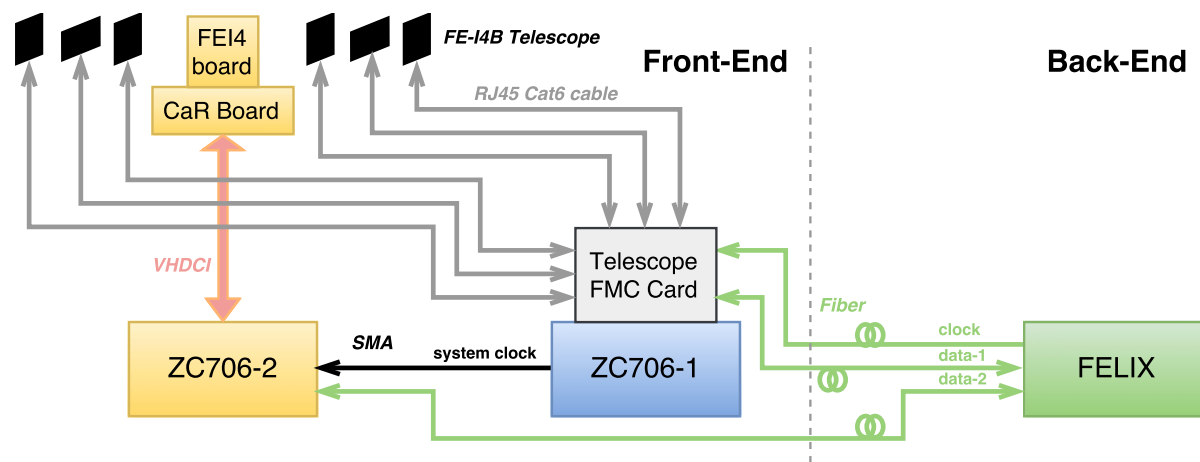 FE-I4B Telescope
Front-End
Back-End
FEI4
board
CaR Board
RJ45 Cat6 cable
VHDCI
Telescope
FMC Card
Fiber
clock
data-1
data-2
SMA
system clock
ZC706-2
ZC706-1
FELIX